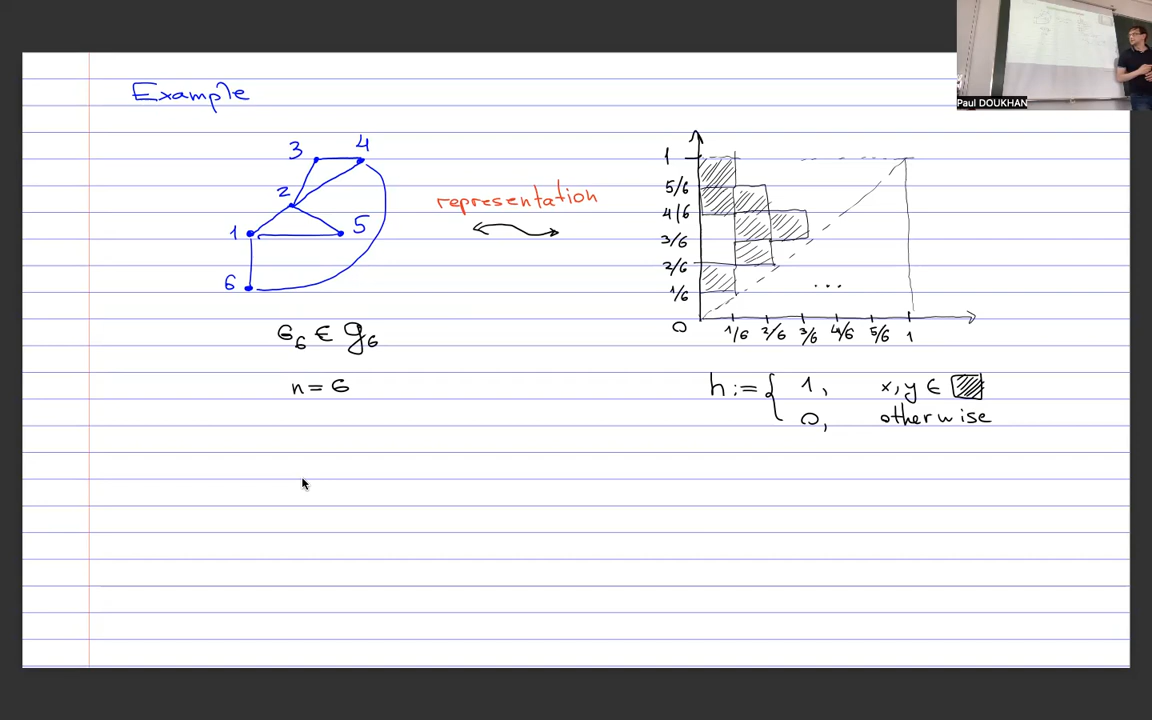 Example
3
4
2
1
5
6
G₆ ∈ 𝒢₆
n = 6
representation
1
5/6
4/6
3/6
2/6
1/6
0
1/6 2/6 3/6 4/6 5/6 1
...
h := { 1, x, y ∈
0, otherwise
Paul DOUKHAN